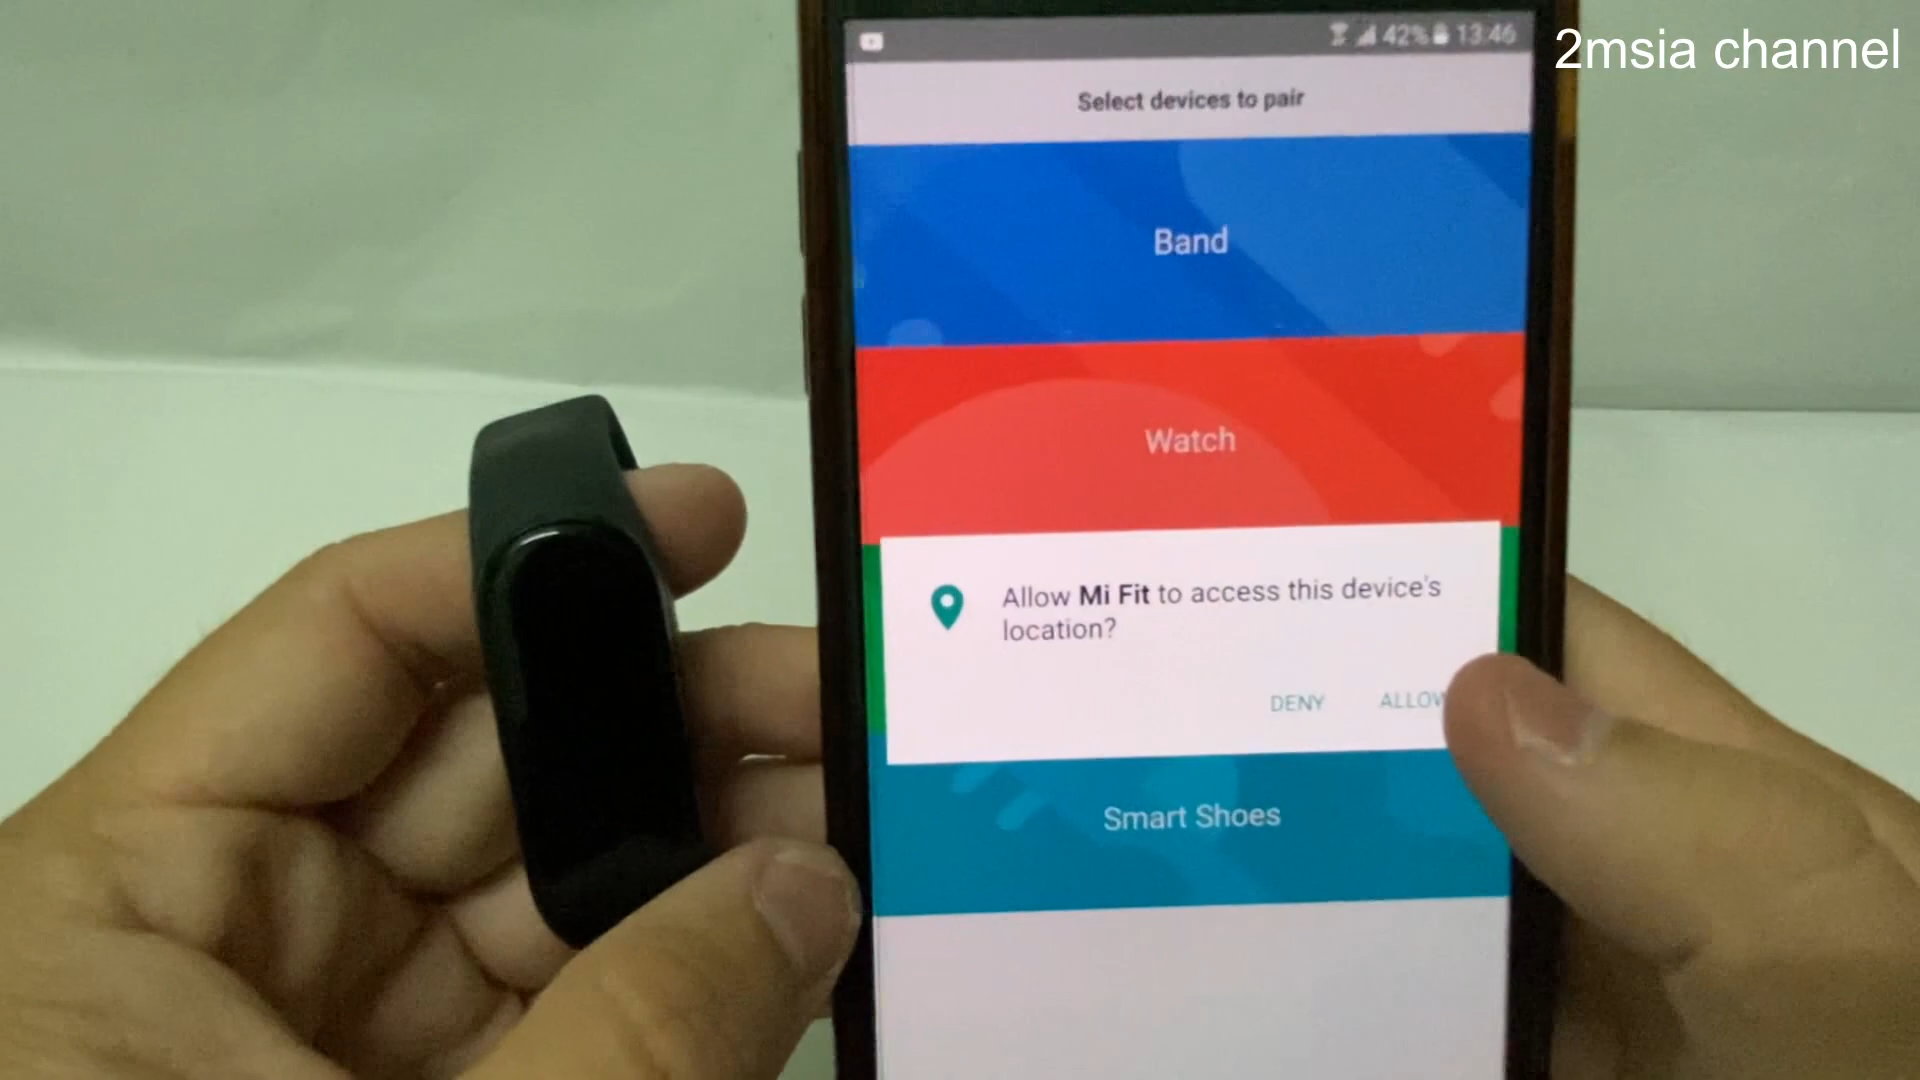 2msia channel
42% 13:46
Select devices to pair
Band
Watch
Allow Mi Fit to access this device's
location?
DENY ALLOW
Smart Shoes